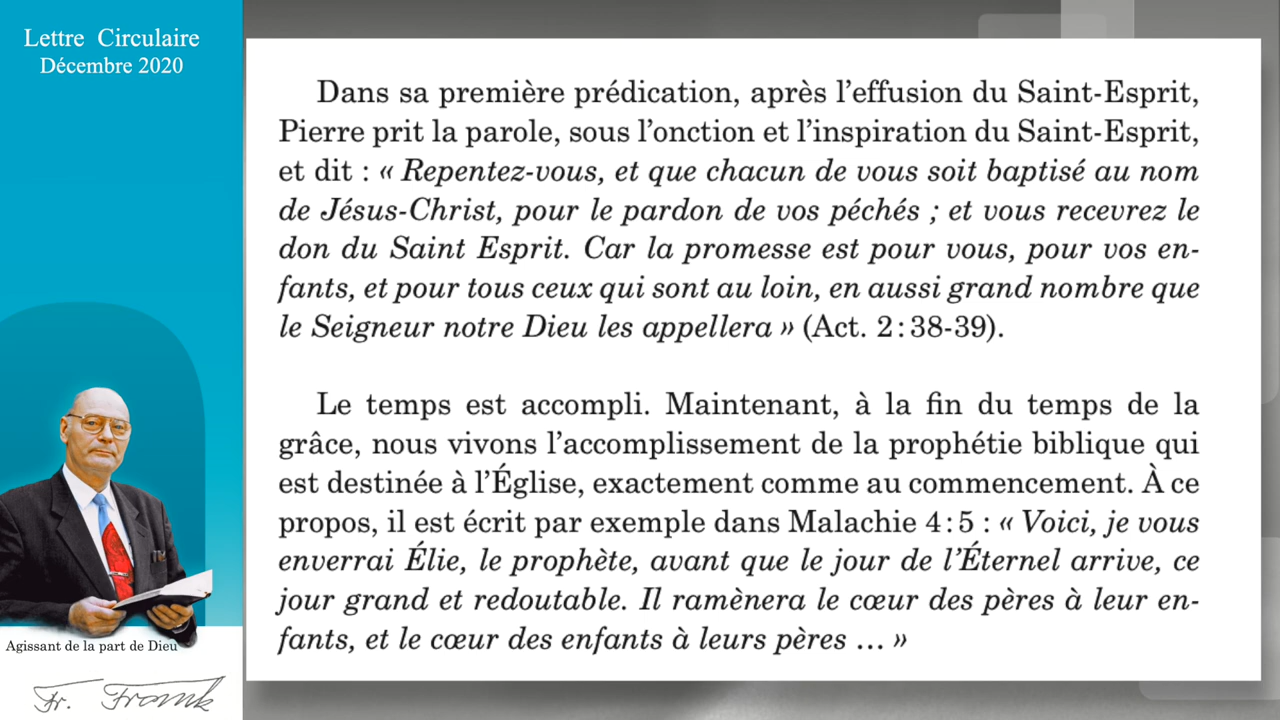 Lettre Circulaire
Décembre 2020
Dans sa première prédication, après l’effusion du Saint-Esprit,
Pierre prit la parole, sous l’onction et l’inspiration du Saint-Esprit,
et dit : « Repentez-vous, et que chacun de vous soit baptisé au nom
de Jésus-Christ, pour le pardon de vos péchés ; et vous recevrez le
don du Saint Esprit. Car la promesse est pour vous, pour vos en-
fants, et pour tous ceux qui sont au loin, en aussi grand nombre que
le Seigneur notre Dieu les appellera » (Act. 2 : 38-39).
Le temps est accompli. Maintenant, à la fin du temps de la
grâce, nous vivons l’accomplissement de la prophétie biblique qui
est destinée à l’Église, exactement comme au commencement. À ce
propos, il est écrit par exemple dans Malachie 4 : 5 : « Voici, je vous
enverrai Élie, le prophète, avant que le jour de l’Éternel arrive, ce
jour grand et redoutable. Il ramènera le cœur des pères à leur en-
fants, et le cœur des enfants à leurs pères ... »
Agissant de la part de Dieu
Fr. Frank